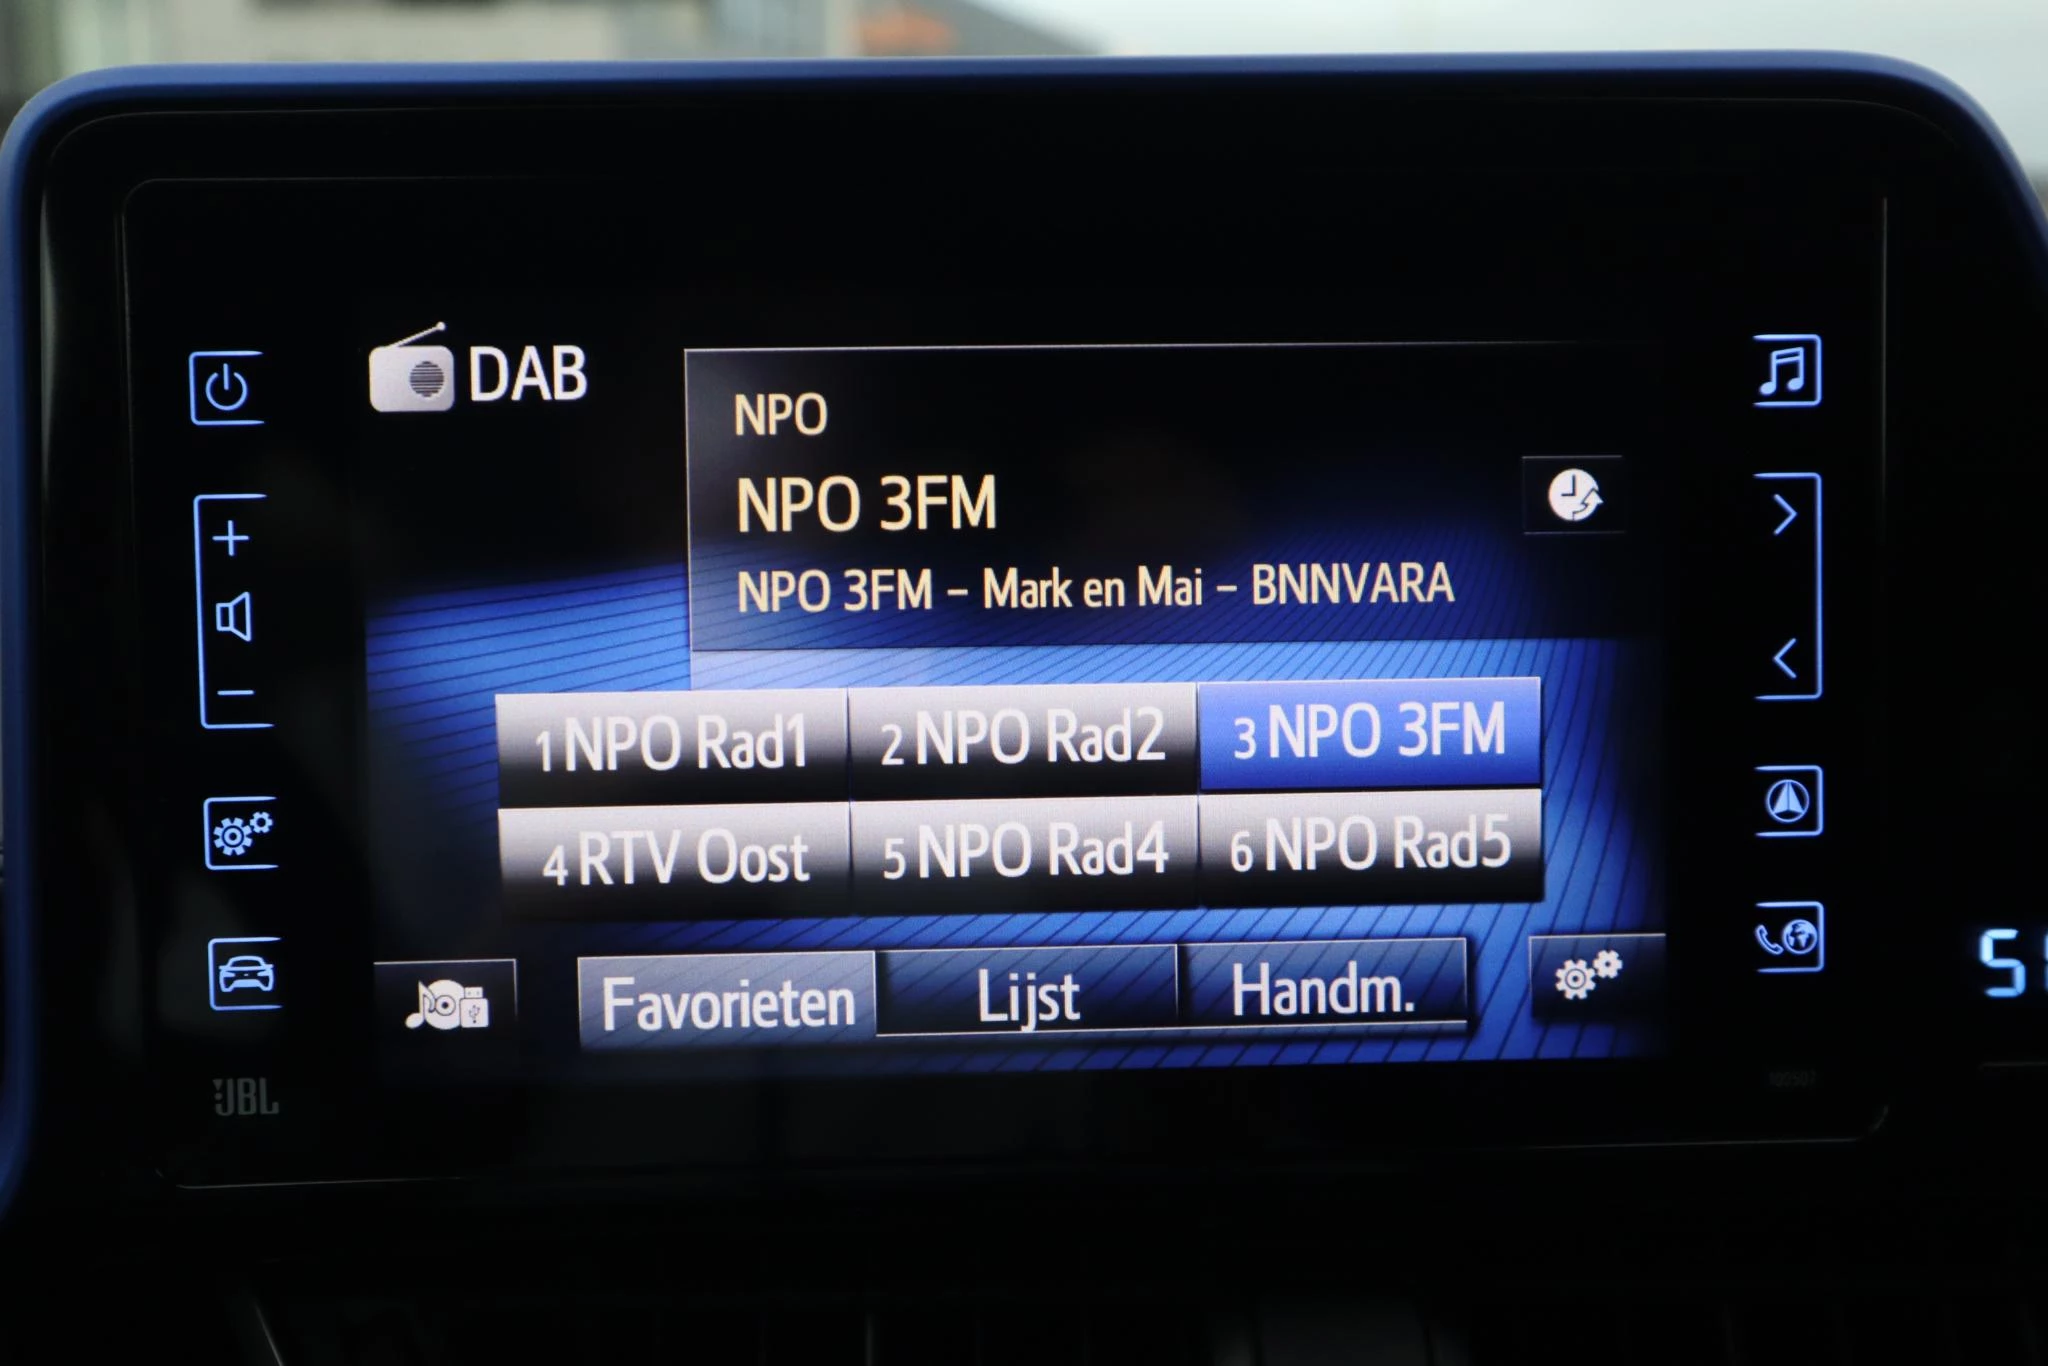 DAB
NPO
NPO 3FM
NPO 3FM – Mark en Mai – BNNVARA
1 NPO Rad1
2 NPO Rad2
3 NPO 3FM
4 RTV Oost
5 NPO Rad4
6 NPO Rad5
Favorieten
Lijst
Handm.
JBL
100507